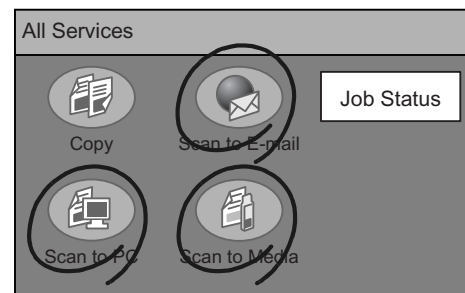 All Services
Job Status
Copy
Scan to E-mail
Scan to PC
Scan to Media